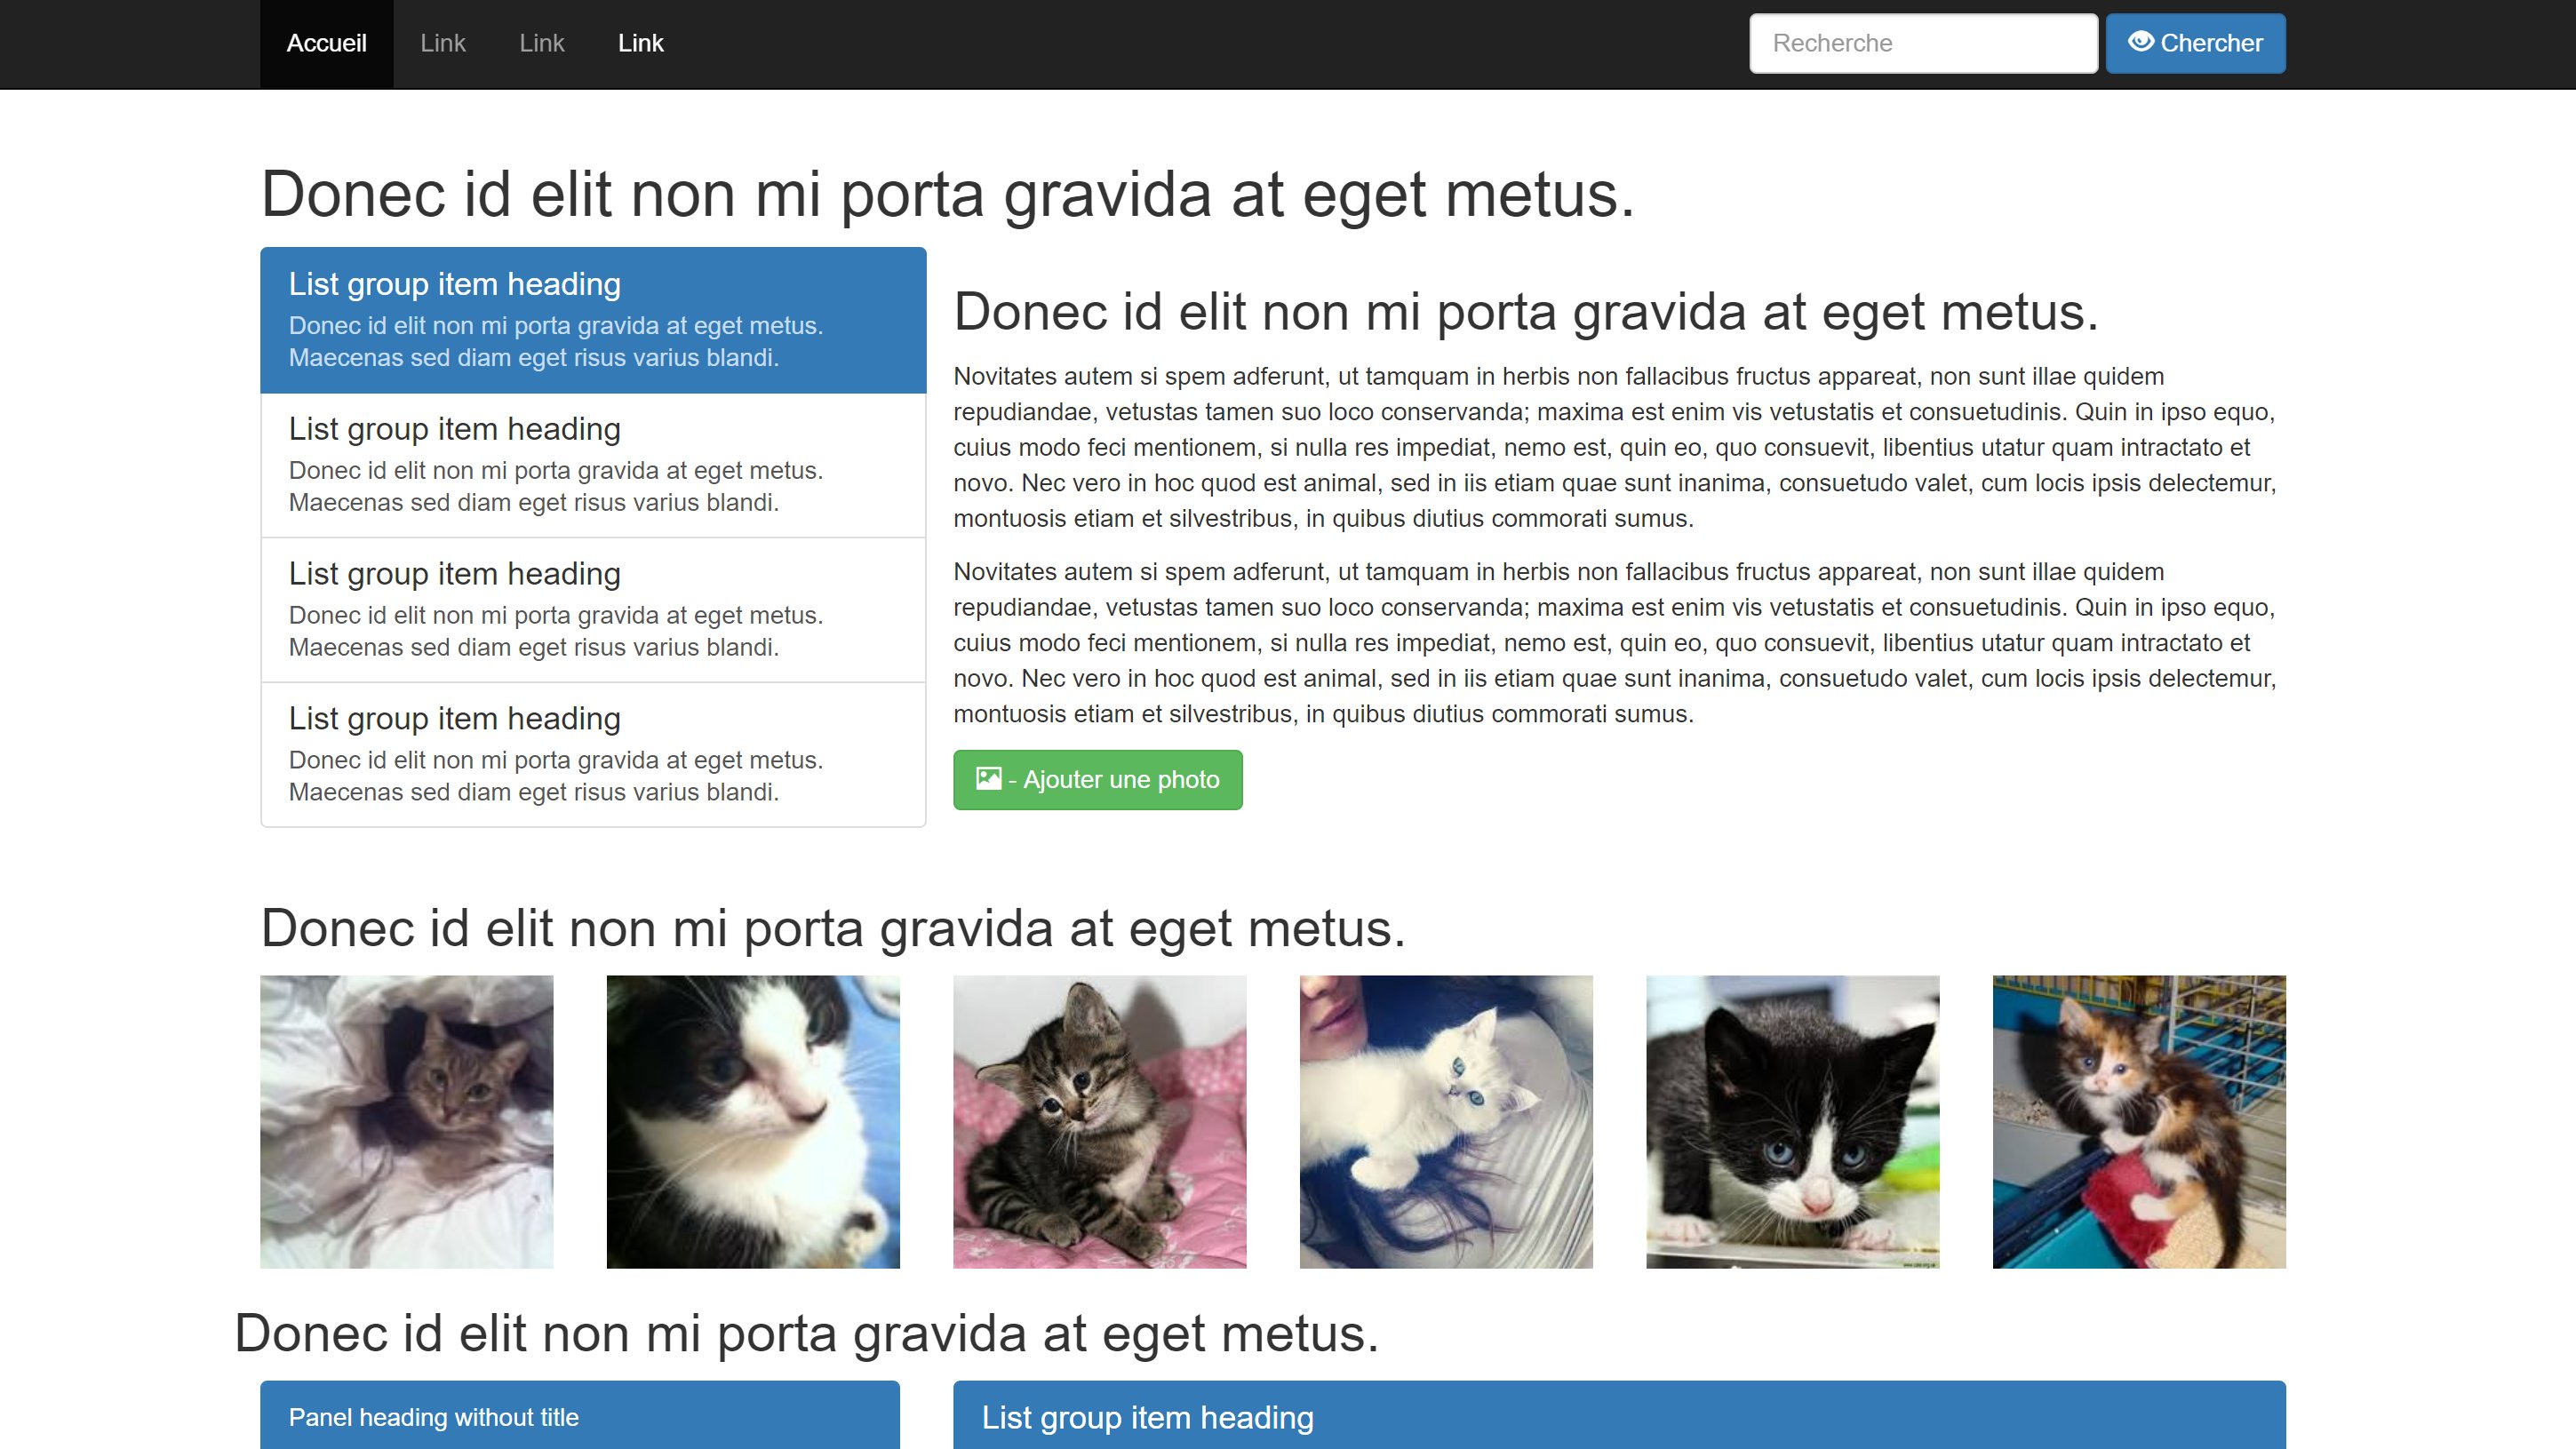 Accueil Link Link Link Recherche Chercher
Donec id elit non mi porta gravida at eget metus.
List group item heading
Donec id elit non mi porta gravida at eget metus.
Maecenas sed diam eget risus varius blandi.
List group item heading
Donec id elit non mi porta gravida at eget metus.
Maecenas sed diam eget risus varius blandi.
List group item heading
Donec id elit non mi porta gravida at eget metus.
Maecenas sed diam eget risus varius blandi.
List group item heading
Donec id elit non mi porta gravida at eget metus.
Maecenas sed diam eget risus varius blandi.
Donec id elit non mi porta gravida at eget metus.
Novitates autem si spem adferunt, ut tamquam in herbis non fallacibus fructus appareat, non sunt illae quidem
repudiandae, vetustas tamen suo loco conservanda; maxima est enim vis vetustatis et consuetudinis. Quin in ipso equo,
cuius modo feci mentionem, si nulla res impediat, nemo est, quin eo, quo consuevit, libentius utatur quam intractato et
novo. Nec vero in hoc quod est animal, sed in iis etiam quae sunt inanima, consuetudo valet, cum locis ipsis delectemur,
montuosis etiam et silvestribus, in quibus diutius commorati sumus.
Novitates autem si spem adferunt, ut tamquam in herbis non fallacibus fructus appareat, non sunt illae quidem
repudiandae, vetustas tamen suo loco conservanda; maxima est enim vis vetustatis et consuetudinis. Quin in ipso equo,
cuius modo feci mentionem, si nulla res impediat, nemo est, quin eo, quo consuevit, libentius utatur quam intractato et
novo. Nec vero in hoc quod est animal, sed in iis etiam quae sunt inanima, consuetudo valet, cum locis ipsis delectemur,
montuosis etiam et silvestribus, in quibus diutius commorati sumus.
- Ajouter une photo
Donec id elit non mi porta gravida at eget metus.
Donec id elit non mi porta gravida at eget metus.
Panel heading without title
List group item heading